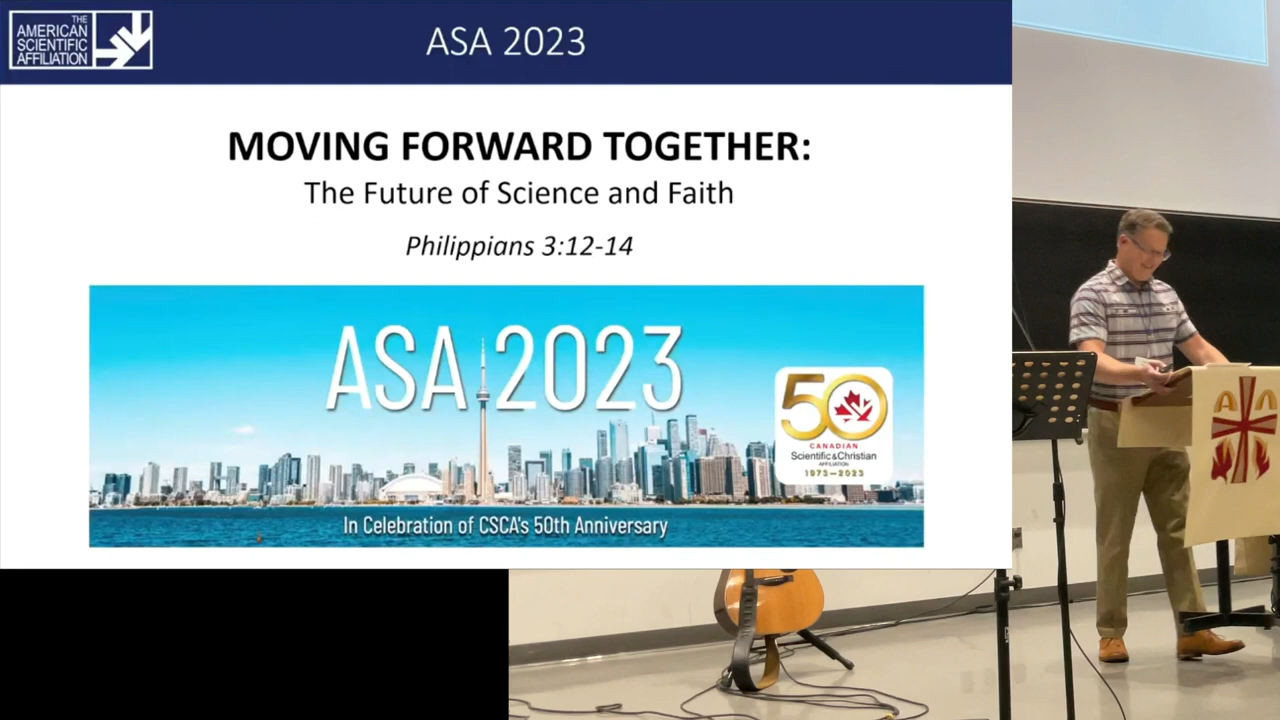 THE
AMERICAN
SCIENTIFIC
AFFILIATION
ASA 2023
MOVING FORWARD TOGETHER:
The Future of Science and Faith
Philippians 3:12-14
ASA 2023
50
CANADIAN
Scientific & Christian
AFFILIATION
1973–2023
In Celebration of CSCA's 50th Anniversary
Α Ω